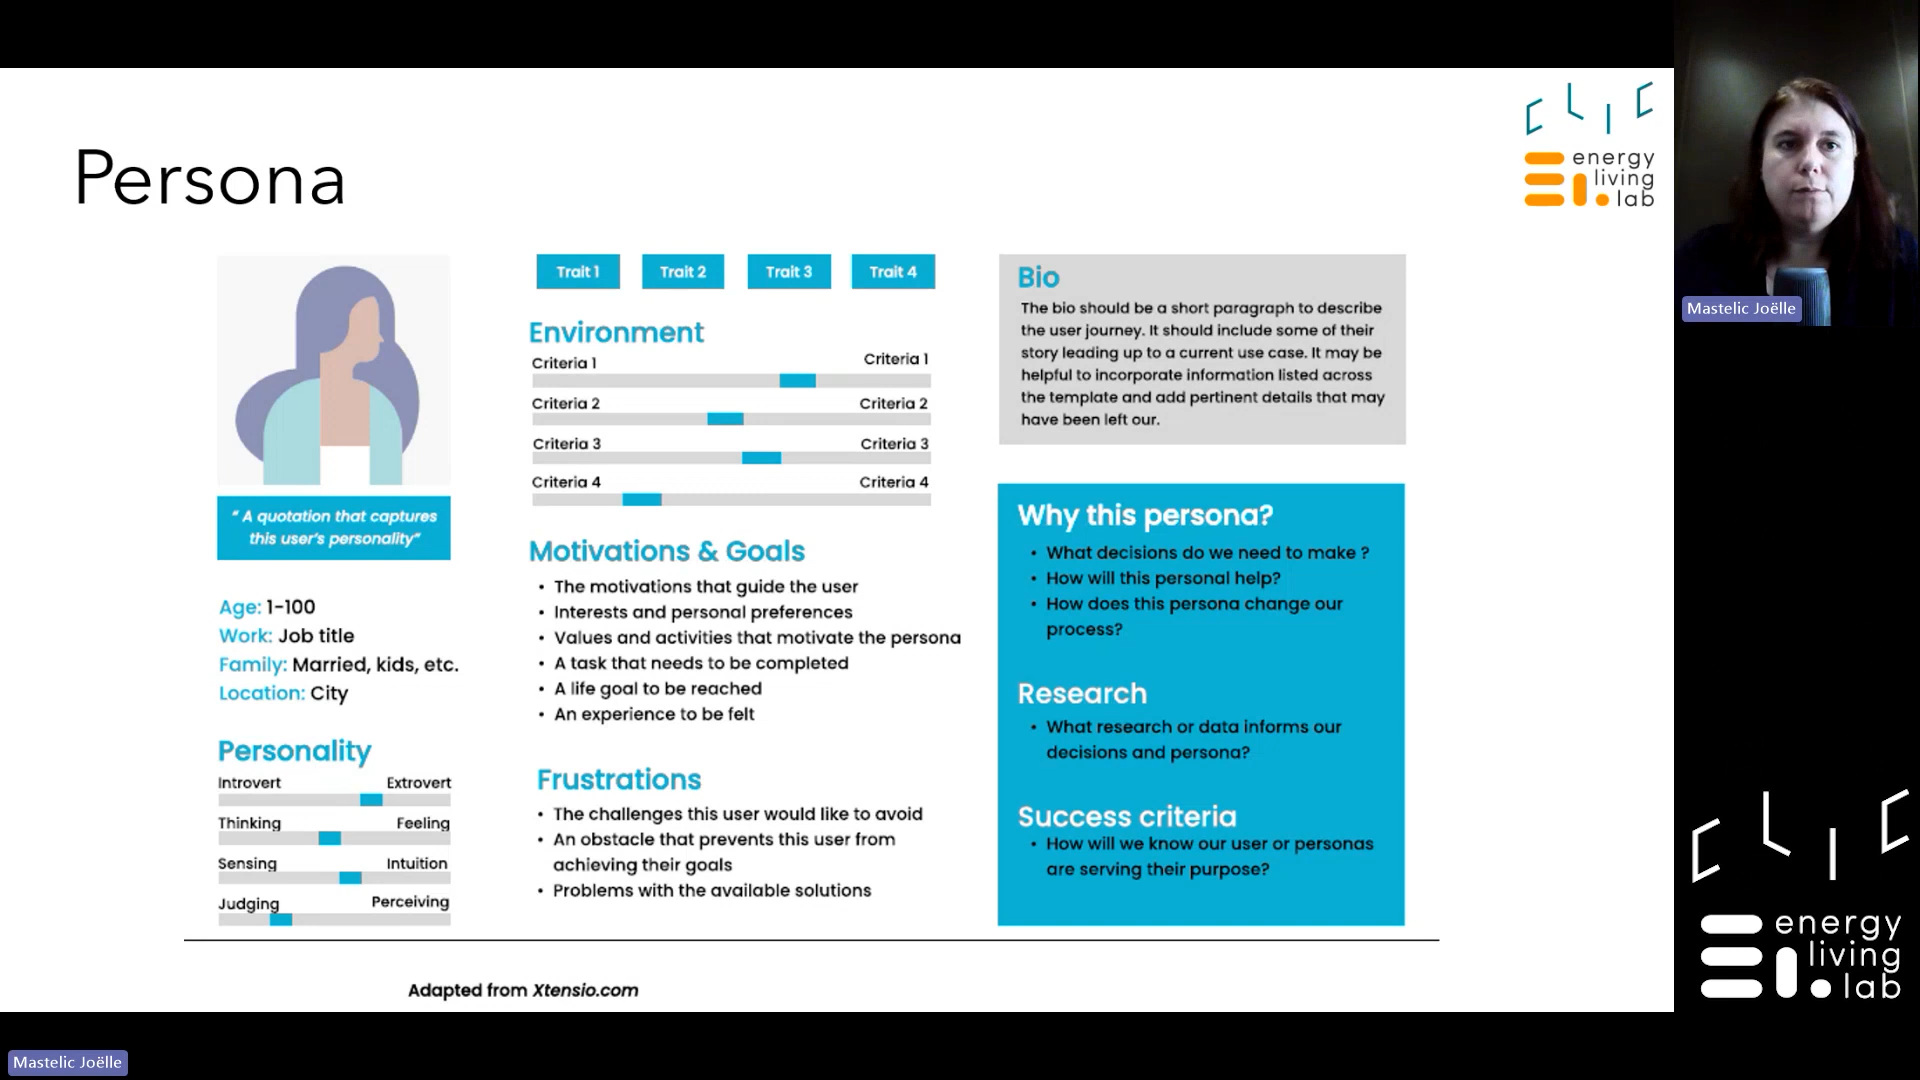 Persona
CLIC
energy
living
lab
Mastelic Joëlle
“ A quotation that captures
this user's personality”
Age: 1-100
Work: Job title
Family: Married, kids, etc.
Location: City
Personality
Introvert Extrovert
Thinking Feeling
Sensing Intuition
Judging Perceiving
Trait 1 Trait 2 Trait 3 Trait 4
Environment
Criteria 1 Criteria 1
Criteria 2 Criteria 2
Criteria 3 Criteria 3
Criteria 4 Criteria 4
Motivations & Goals
• The motivations that guide the user
• Interests and personal preferences
• Values and activities that motivate the persona
• A task that needs to be completed
• A life goal to be reached
• An experience to be felt
Frustrations
• The challenges this user would like to avoid
• An obstacle that prevents this user from
achieving their goals
• Problems with the available solutions
Bio
The bio should be a short paragraph to describe
the user journey. It should include some of their
story leading up to a current use case. It may be
helpful to incorporate information listed across
the template and add pertinent details that may
have been left our.
Why this persona?
• What decisions do we need to make ?
• How will this personal help?
• How does this persona change our
process?
Research
• What research or data informs our
decisions and persona?
Success criteria
• How will we know our user or personas
are serving their purpose?
Adapted from Xtensio.com
CLIC
energy
living
lab
Mastelic Joëlle